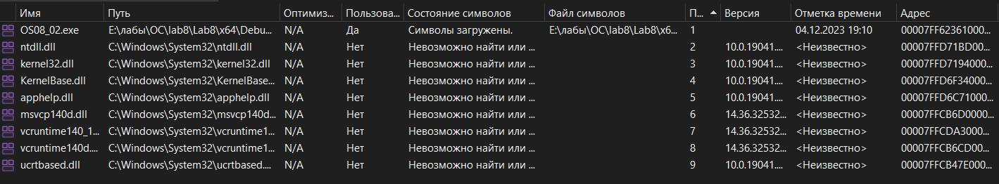 Имя Путь Оптимиз... Пользова... Состояние символов Файл символов П... Версия Отметка времени Адрес
OS08_02.exe E:\лабы\ОС\lab8\Lab8\x64\Debu... N/A Да Символы загружены. E:\лабы\ОС\lab8\Lab8\x6... 1 04.12.2023 19:10 00007FF62361000...
ntdll.dll C:\Windows\System32\ntdll.dll N/A Нет Невозможно найти или ... 2 10.0.19041.... <Неизвестно> 00007FFD71BD00...
kernel32.dll C:\Windows\System32\kernel32.dll N/A Нет Невозможно найти или ... 3 10.0.19041.... <Неизвестно> 00007FFD7194000...
KernelBase.dll C:\Windows\System32\KernelBase... N/A Нет Невозможно найти или ... 4 10.0.19041.... <Неизвестно> 00007FFD6F34000...
apphelp.dll C:\Windows\System32\apphelp.dll N/A Нет Невозможно найти или ... 5 10.0.19041.... <Неизвестно> 00007FFD6C71000...
msvcp140d.dll C:\Windows\System32\msvcp140d... N/A Нет Невозможно найти или ... 6 14.36.32532... <Неизвестно> 00007FFCB6D0000...
vcruntime140_1... C:\Windows\System32\vcruntime1... N/A Нет Невозможно найти или ... 7 14.36.32532... <Неизвестно> 00007FFCDA3000...
vcruntime140d.... C:\Windows\System32\vcruntime1... N/A Нет Невозможно найти или ... 8 14.36.32532... <Неизвестно> 00007FFCB6CD00...
ucrtbased.dll C:\Windows\System32\ucrtbased.... N/A Нет Невозможно найти или ... 9 10.0.19041.... <Неизвестно> 00007FFCB47E000...